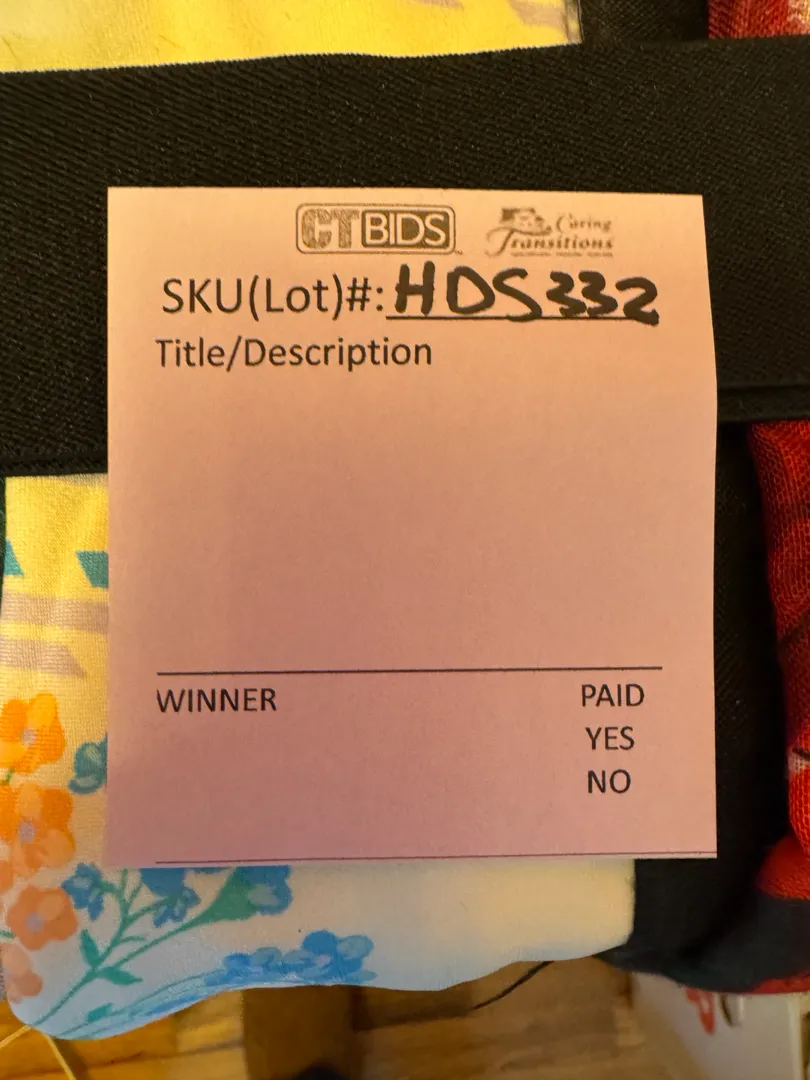 CTBIDS
Caring
Transitions
SKU(Lot)#: HDS332
Title/Description
WINNER PAID
YES
NO